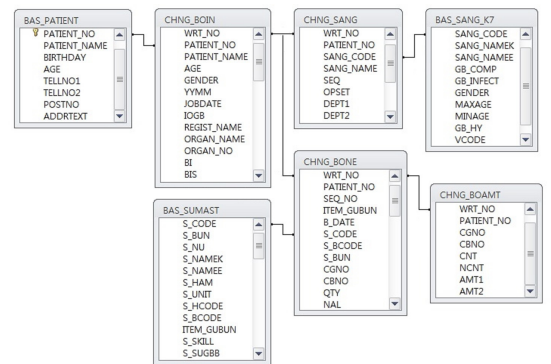 BAS_PATIENT
PATIENT_NO
PATIENT_NAME
BIRTHDAY
AGE
TELLNO1
TELLNO2
POSTNO
ADDRTEXT
CHNG_BOIN
WRT_NO
PATIENT_NO
PATIENT_NAME
AGE
GENDER
YYMM
JOBDATE
IOGB
REGIST_NAME
ORGAN_NAME
ORGAN_NO
BI
BIS
CHNG_SANG
WRT_NO
PATIENT_NO
SANG_CODE
SANG_NAME
SEQ
OPSET
DEPT1
DEPT2
BAS_SANG_K7
SANG_CODE
SANG_NAMEK
SANG_NAMEE
GB_COMP
GB_INFECT
GENDER
MAXAGE
MINAGE
GB_HY
VCODE
BAS_SUMAST
S_CODE
S_BUN
S_NU
S_NAMEK
S_NAMEE
S_HAM
S_UNIT
S_HCODE
S_BCODE
ITEM_GUBUN
S_SKILL
S_SUGBB
CHNG_BONE
WRT_NO
PATIENT_NO
SEQ_NO
ITEM_GUBUN
B_DATE
S_CODE
S_BCODE
S_BUN
CGNO
CBNO
QTY
NAL
CHNG_BOAMT
WRT_NO
PATIENT_NO
CGNO
CBNO
CNT
NCNT
AMT1
AMT2